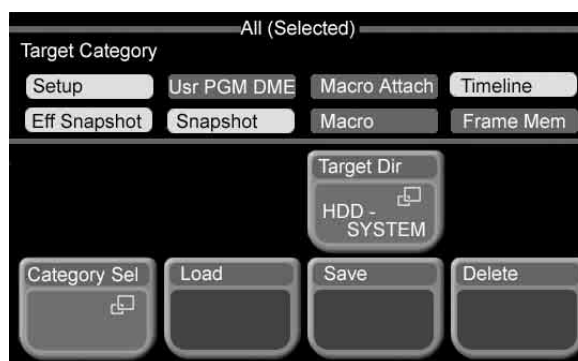 All (Selected)
Target Category
Setup Usr PGM DME Macro Attach Timeline
Eff Snapshot Snapshot Macro Frame Mem
Target Dir
HDD -
SYSTEM
Category Sel Load Save Delete